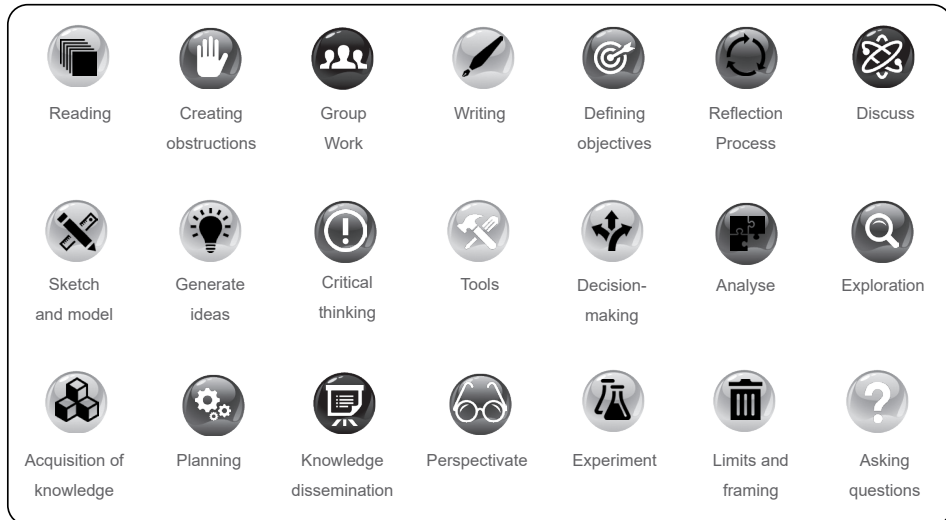 Reading
Creating
obstructions
Group
Work
Writing
Defining
objectives
Reflection
Process
Discuss
Sketch
and model
Generate
ideas
Critical
thinking
Tools
Decision-
making
Analyse
Exploration
Acquisition of
knowledge
Planning
Knowledge
dissemination
Perspectivate
Experiment
Limits and
framing
Asking
questions